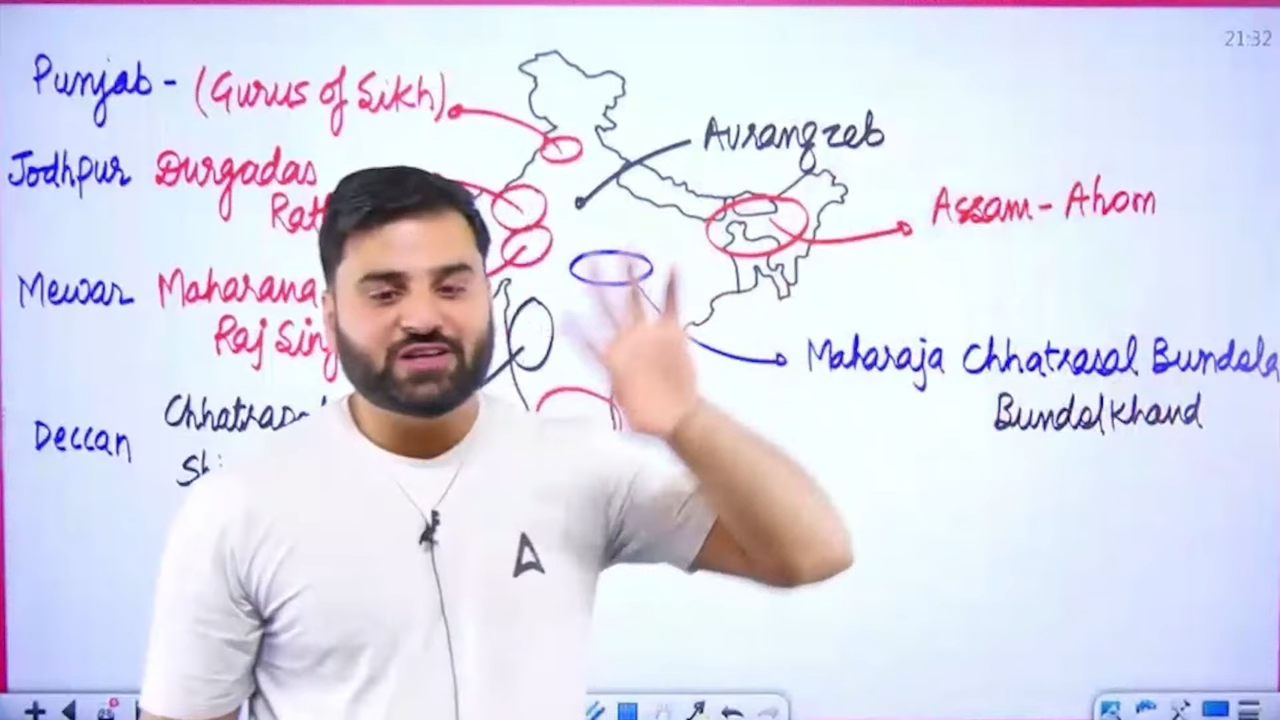 21:32
Punjab - (Gurus of Sikh)
Aurangzeb
Jodhpur Durgadas
Assam - Ahom
Mewar Maharana
Raj
Maharaja Chhatrasal Bundela
Bundelkhand
Deccan